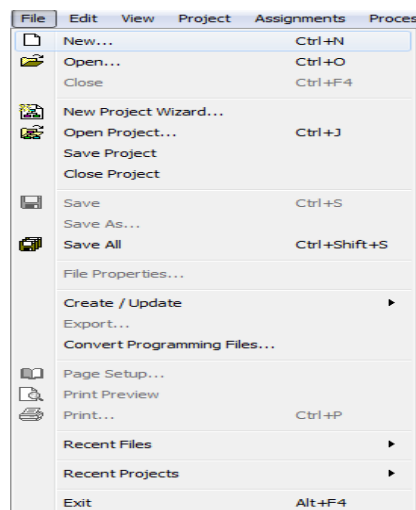 File Edit View Project Assignments Proces
New... Ctrl+N
Open... Ctrl+O
Close Ctrl+F4
New Project Wizard...
Open Project... Ctrl+J
Save Project
Close Project
Save Ctrl+S
Save As...
Save All Ctrl+Shift+S
File Properties...
Create / Update
Export...
Convert Programming Files...
Page Setup...
Print Preview
Print... Ctrl+P
Recent Files
Recent Projects
Exit Alt+F4